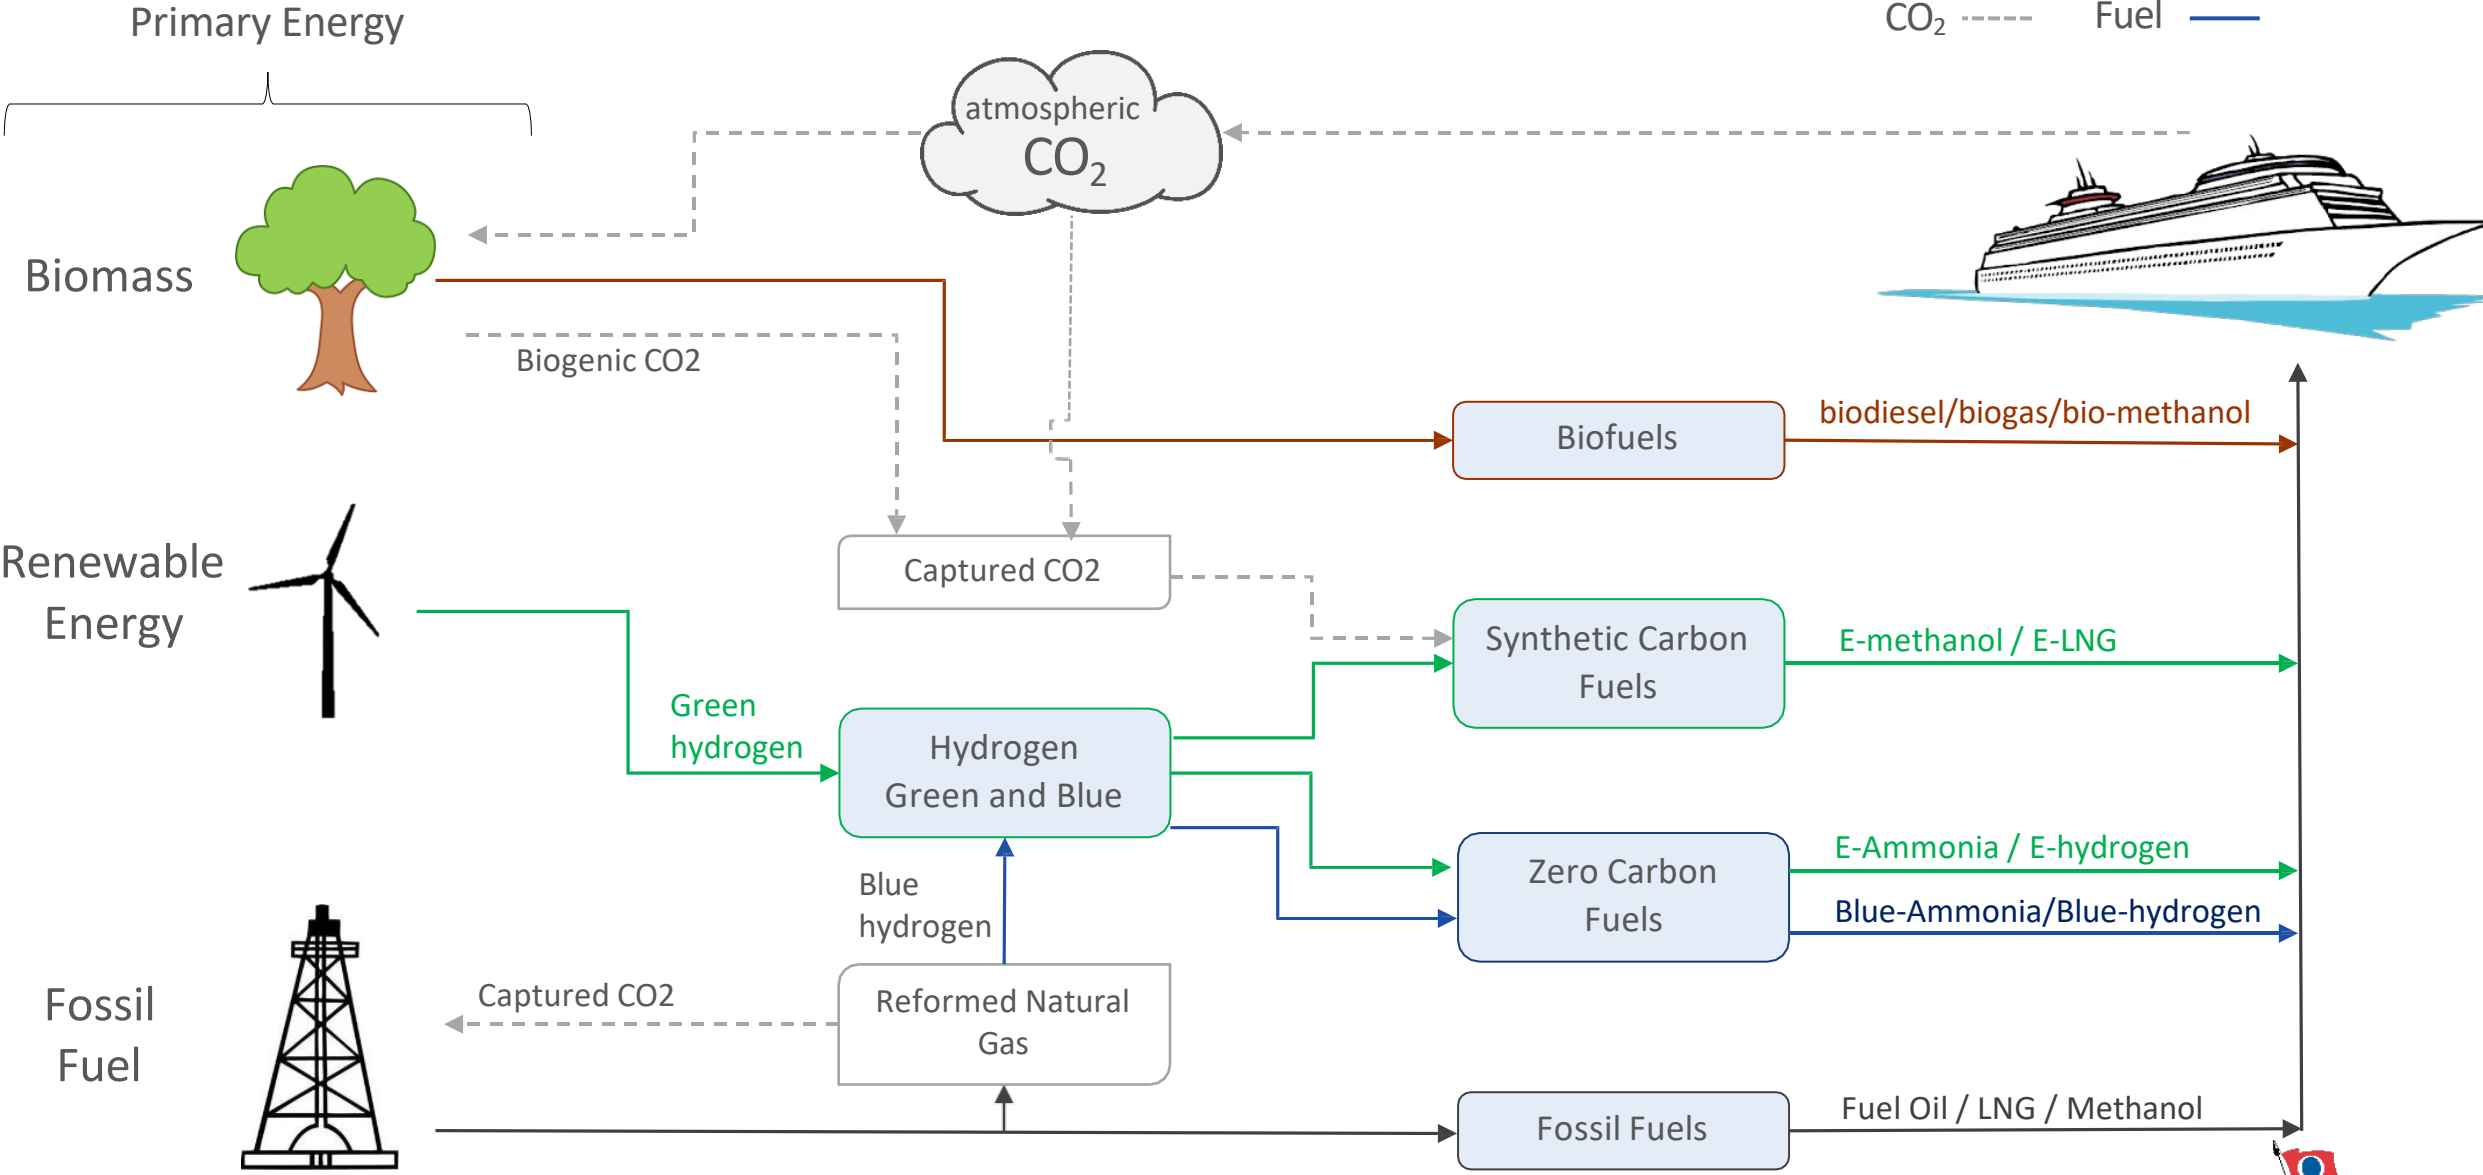 Primary Energy
CO₂
Fuel
atmospheric
CO₂
Biomass
Biogenic CO2
biodiesel/biogas/bio-methanol
Biofuels
Renewable
Energy
Captured CO2
Synthetic Carbon
Fuels
E-methanol / E-LNG
Green
hydrogen
Hydrogen
Green and Blue
E-Ammonia / E-hydrogen
Zero Carbon
Fuels
Blue-Ammonia/Blue-hydrogen
Blue
hydrogen
Fossil
Fuel
Captured CO2
Reformed Natural
Gas
Fossil Fuels
Fuel Oil / LNG / Methanol